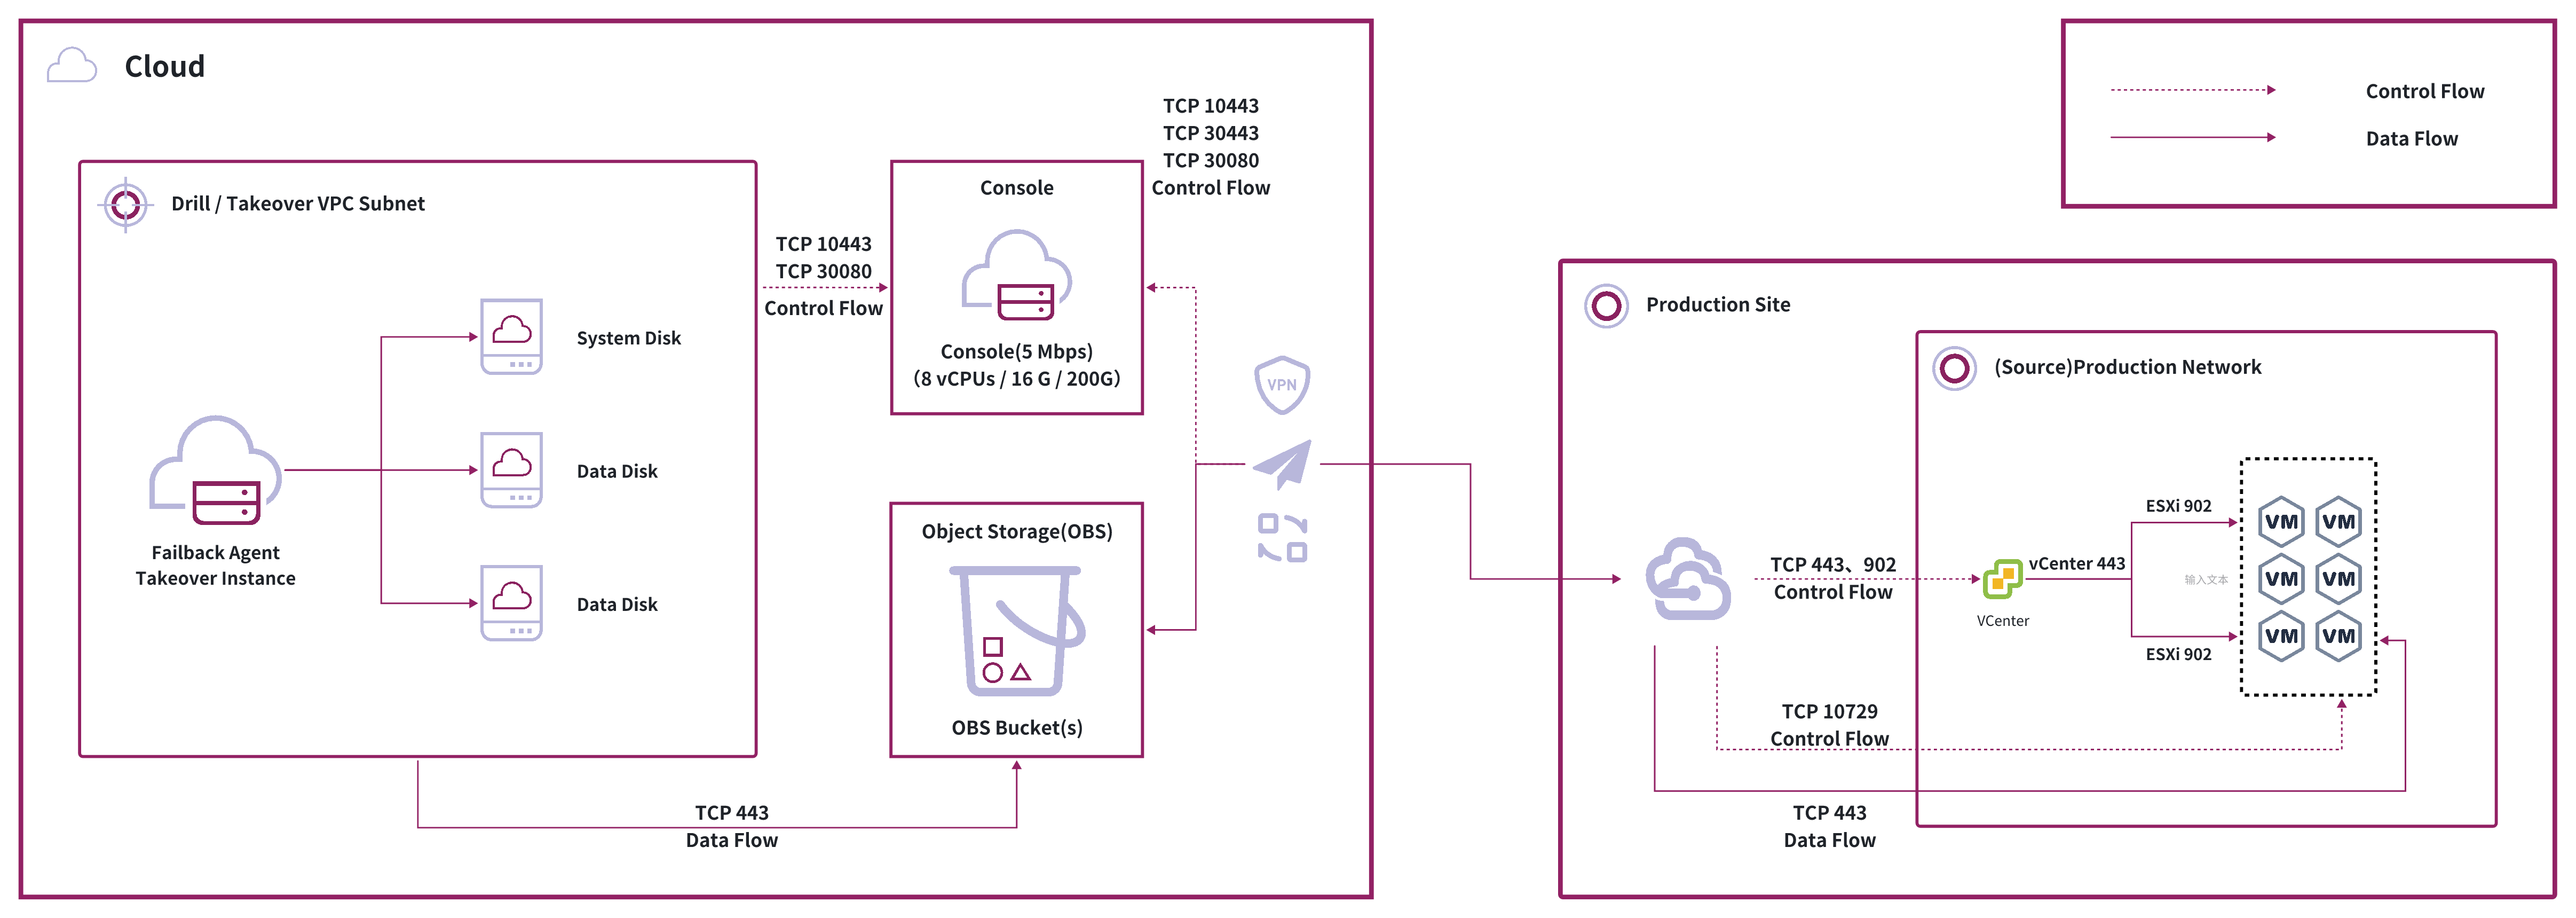 Cloud
TCP 10443
TCP 30443
TCP 30080
Control Flow
Control Flow
Data Flow
Drill / Takeover VPC Subnet
TCP 10443
TCP 30080
Control Flow
Console
Console(5 Mbps)
（8 vCPUs / 16 G / 200G）
System Disk
Data Disk
Data Disk
Failback Agent
Takeover Instance
VPN
Object Storage(OBS)
OBS Bucket(s)
TCP 443
Data Flow
Production Site
(Source)Production Network
TCP 443、902
Control Flow
VCenter
vCenter 443
ESXi 902
输入文本
ESXi 902
VM VM
VM VM
VM VM
TCP 10729
Control Flow
TCP 443
Data Flow